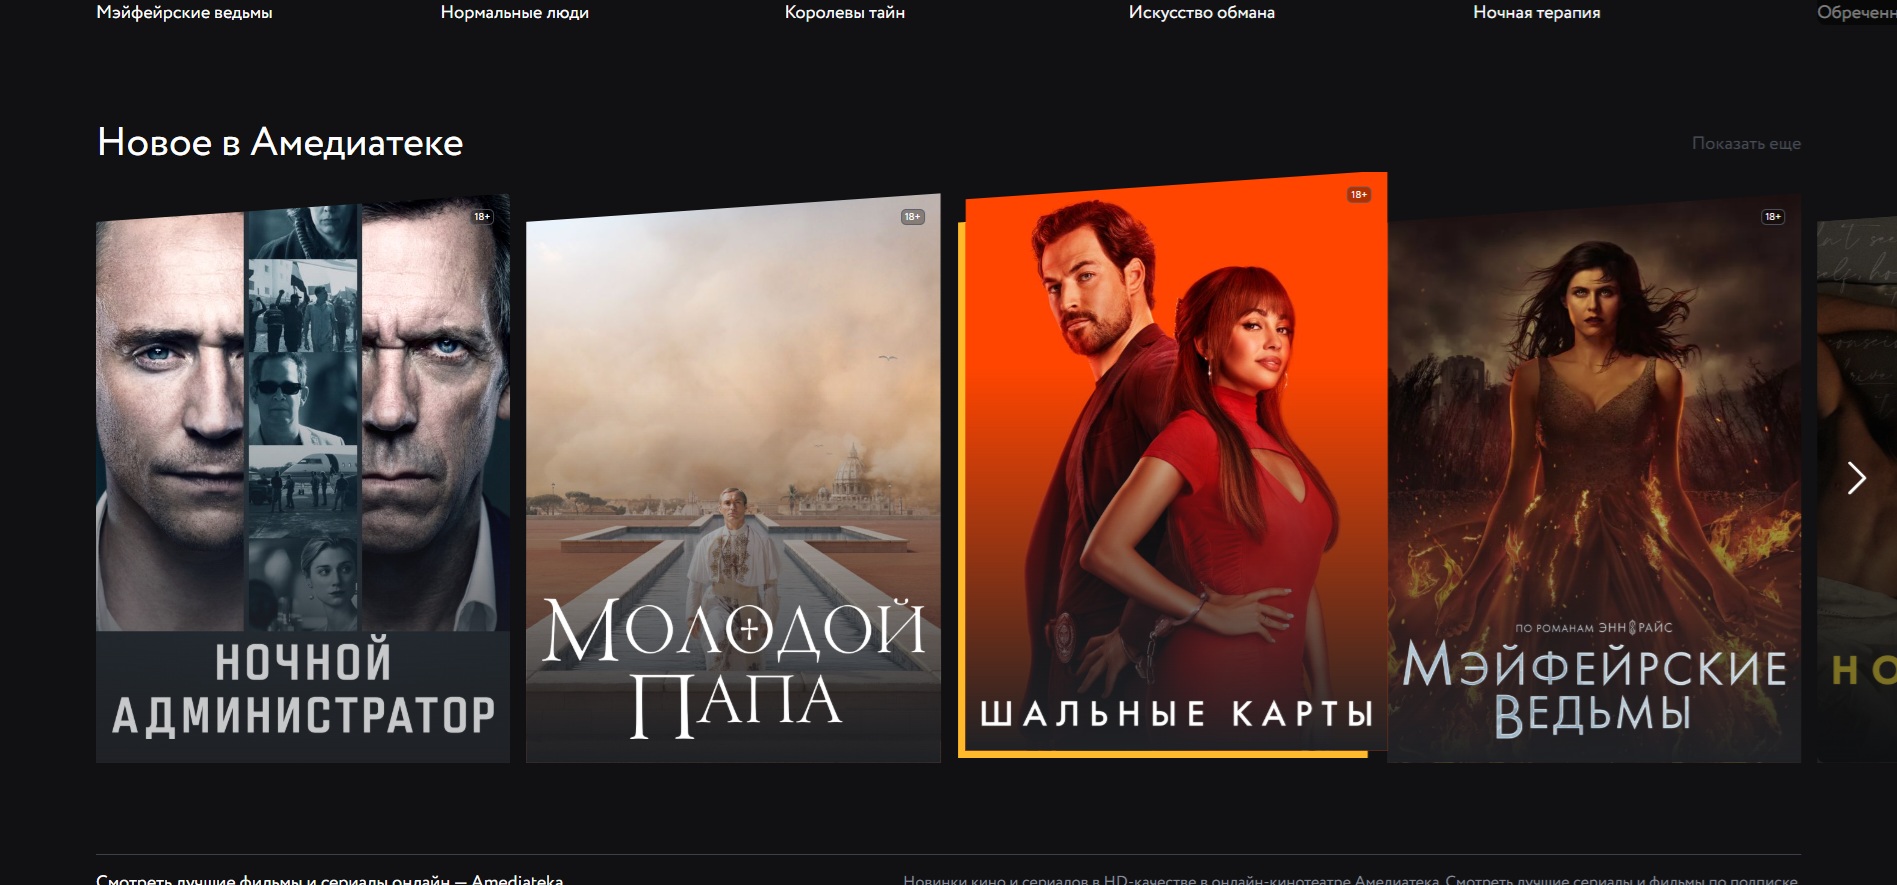 Мэйфейрские ведьмы
Нормальные люди
Королевы тайн
Искусство обмана
Ночная терапия
Новое в Амедиатеке
Показать еще
18+
НОЧНОЙ
АДМИНИСТРАТОР
18+
МОЛОДОЙ
ПАПА
18+
ШАЛЬНЫЕ КАРТЫ
18+
ПО РОМАНАМ ЭНН РАЙС
МЭЙФЕЙРСКИЕ
ВЕДЬМЫ
Смотреть лучшие фильмы и сериалы онлайн — Amediateka
Новинки кино и сериалов в HD-качестве в онлайн-кинотеатре Амедиатека. Смотреть лучшие сериалы и фильмы по подписке